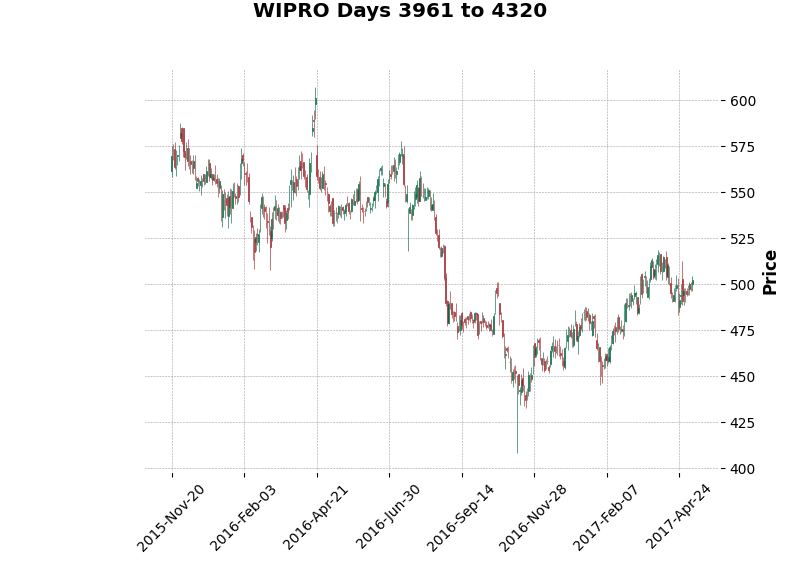 WIPRO Days 3961 to 4320
600
575
550
525
500
475
450
425
400
Price
2015-Nov-20
2016-Feb-03
2016-Apr-21
2016-Jun-30
2016-Sep-14
2016-Nov-28
2017-Feb-07
2017-Apr-24